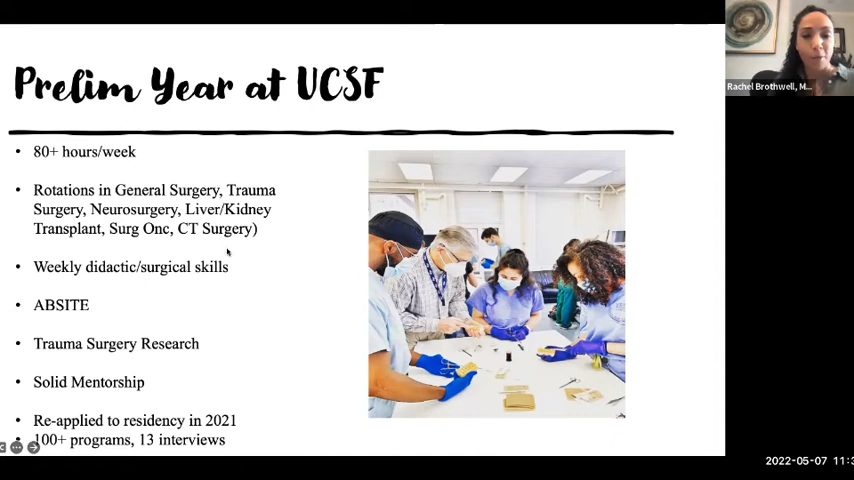 Prelim Year at UCSF
80+ hours/week
Rotations in General Surgery, Trauma
Surgery, Neurosurgery, Liver/Kidney
Transplant, Surg Onc, CT Surgery)
Weekly didactic/surgical skills
ABSITE
Trauma Surgery Research
Solid Mentorship
Re-applied to residency in 2021
100+ programs, 13 interviews
Rachel Brothwell, M...
2022-05-07 11:3